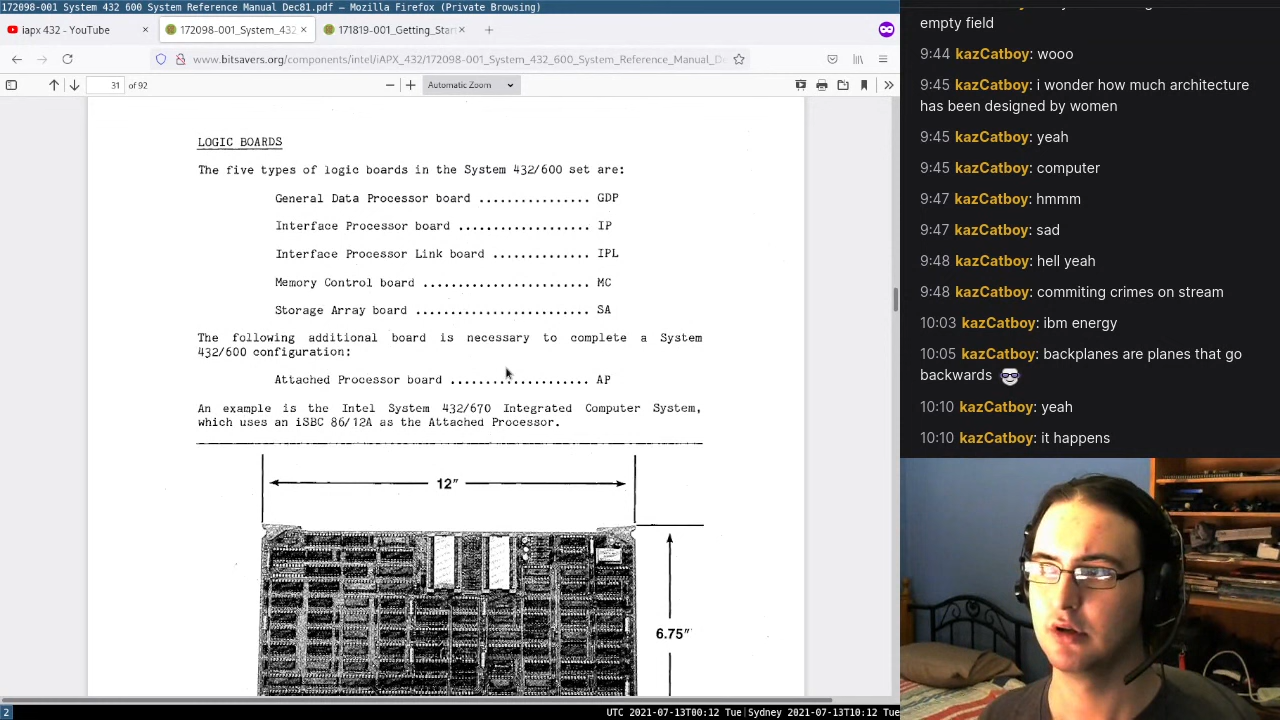 172098-001 System 432 600 System Reference Manual Dec81.pdf — Mozilla Firefox (Private Browsing)
iapx 432 - YouTube
172098-001_System_432
171819-001_Getting_Star
www.bitsavers.org/components/intel/iAPX_432/172098-001_System_432_600_System_Reference_Manual_De
31 of 92
Automatic Zoom
LOGIC BOARDS
The five types of logic boards in the System 432/600 set are:
General Data Processor board ................ GDP
Interface Processor board ................... IP
Interface Processor Link board .............. IPL
Memory Control board ........................ MC
Storage Array board ......................... SA
The following additional board is necessary to complete a System
432/600 configuration:
Attached Processor board .................... AP
An example is the Intel System 432/670 Integrated Computer System,
which uses an iSBC 86/12A as the Attached Processor.
12"
6.75"
empty field
9:44 kazCatboy: wooo
9:45 kazCatboy: i wonder how much architecture
has been designed by women
9:45 kazCatboy: yeah
9:45 kazCatboy: computer
9:47 kazCatboy: hmmm
9:47 kazCatboy: sad
9:48 kazCatboy: hell yeah
9:48 kazCatboy: commiting crimes on stream
10:03 kazCatboy: ibm energy
10:05 kazCatboy: backplanes are planes that go
backwards
10:10 kazCatboy: yeah
10:10 kazCatboy: it happens
2
UTC 2021-07-13T00:12 Tue|Sydney 2021-07-13T10:12 Tue